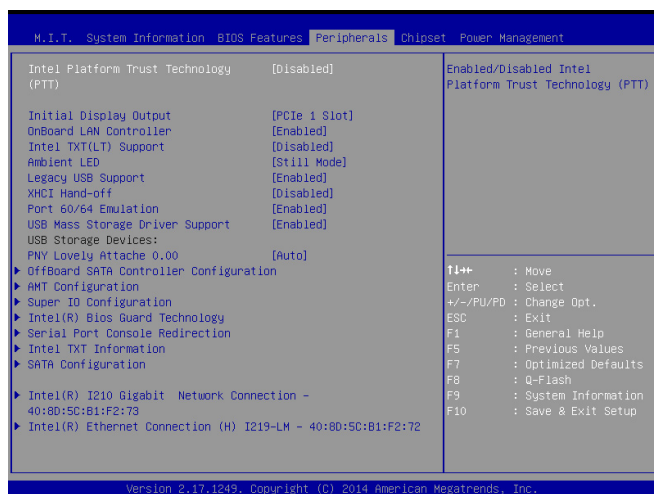 M.I.T. System Information BIOS Features Peripherals Chipset Power Management
Intel Platform Trust Technology [Disabled]
(PTT)
Initial Display Output [PCIe 1 Slot]
OnBoard LAN Controller [Enabled]
Intel TXT(LT) Support [Disabled]
Ambient LED [Still Mode]
Legacy USB Support [Enabled]
XHCI Hand-off [Disabled]
Port 60/64 Emulation [Enabled]
USB Mass Storage Driver Support [Enabled]
USB Storage Devices:
PNY Lovely Attache 0.00 [Auto]
OffBoard SATA Controller Configuration
AMT Configuration
Super IO Configuration
Intel(R) Bios Guard Technology
Serial Port Console Redirection
Intel TXT Information
SATA Configuration
Intel(R) I210 Gigabit Network Connection -
40:8D:5C:B1:F2:73
Intel(R) Ethernet Connection (H) I219-LM - 40:8D:5C:B1:F2:72
Enabled/Disabled Intel
Platform Trust Technology (PTT)
↑↓→← : Move
Enter : Select
+/-/PU/PD : Change Opt.
ESC : Exit
F1 : General Help
F5 : Previous Values
F7 : Optimized Defaults
F8 : Q-Flash
F9 : System Information
F10 : Save & Exit Setup
Version 2.17.1249. Copyright (C) 2014 American Megatrends, Inc.